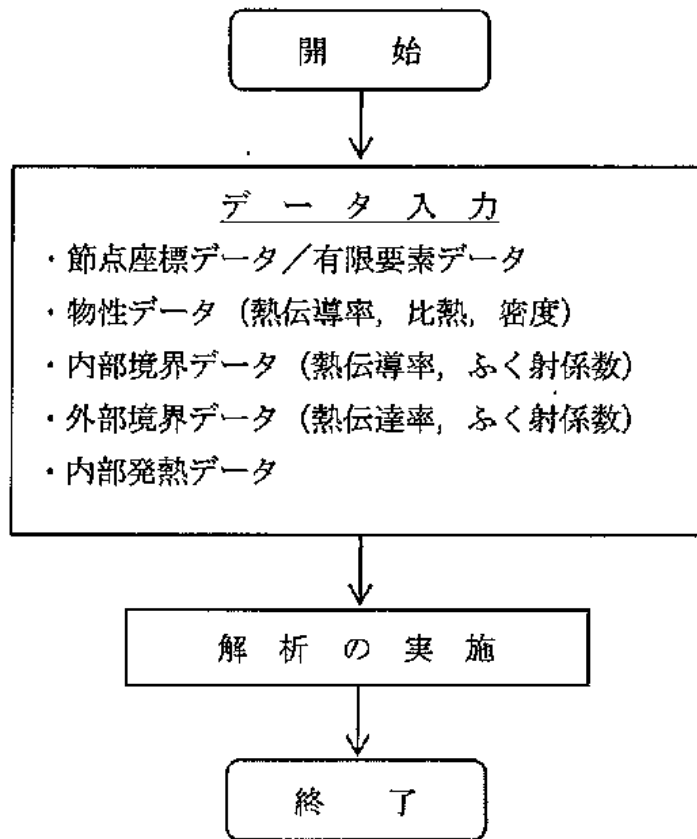 開始
データ入力
・節点座標データ／有限要素データ
・物性データ（熱伝導率，比熱，密度）
・内部境界データ（熱伝導率，ふく射係数）
・外部境界データ（熱伝達率，ふく射係数）
・内部発熱データ
解析の実施
終了